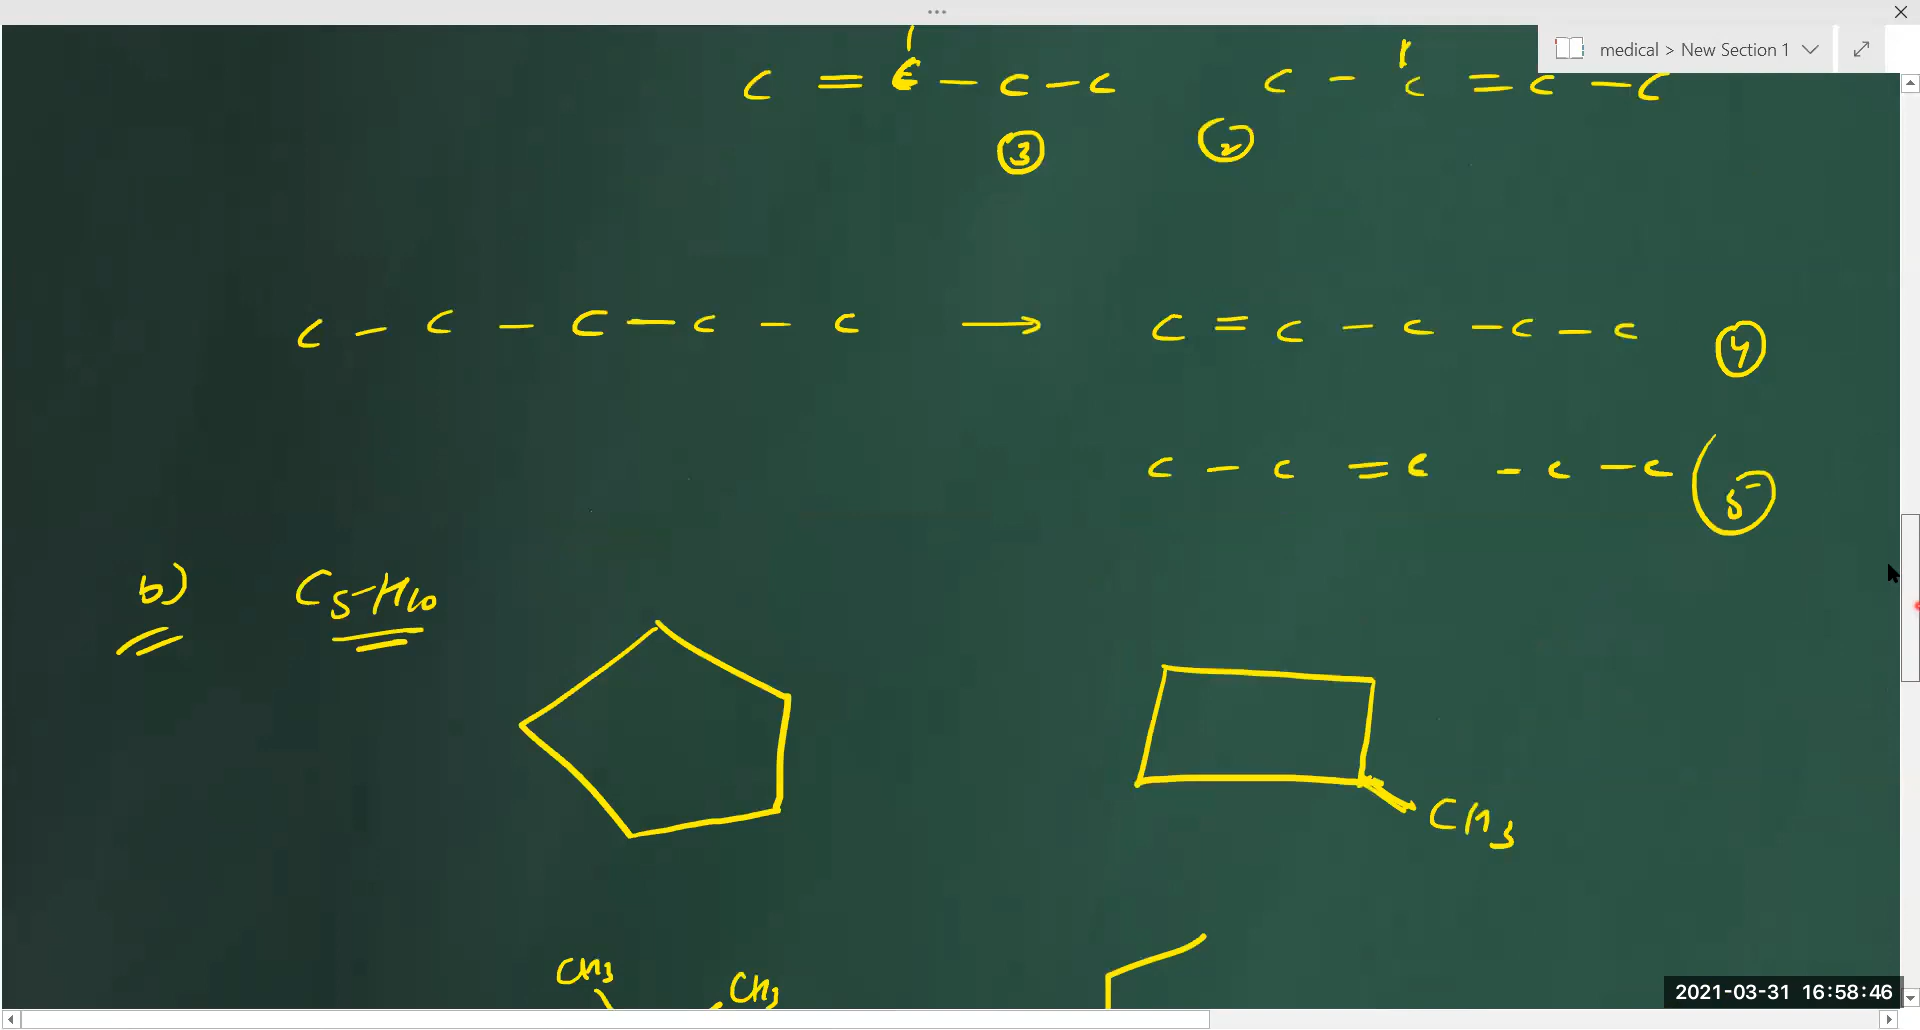 medical > New Section 1
C = C - C - C C - C = C - C
3 2
C - C - C - C - C → C = C - C - C - C 4
C - C = C - C - C 5
b) C5H10
CH3
CH3
CH3
2021-03-31 16:58:46